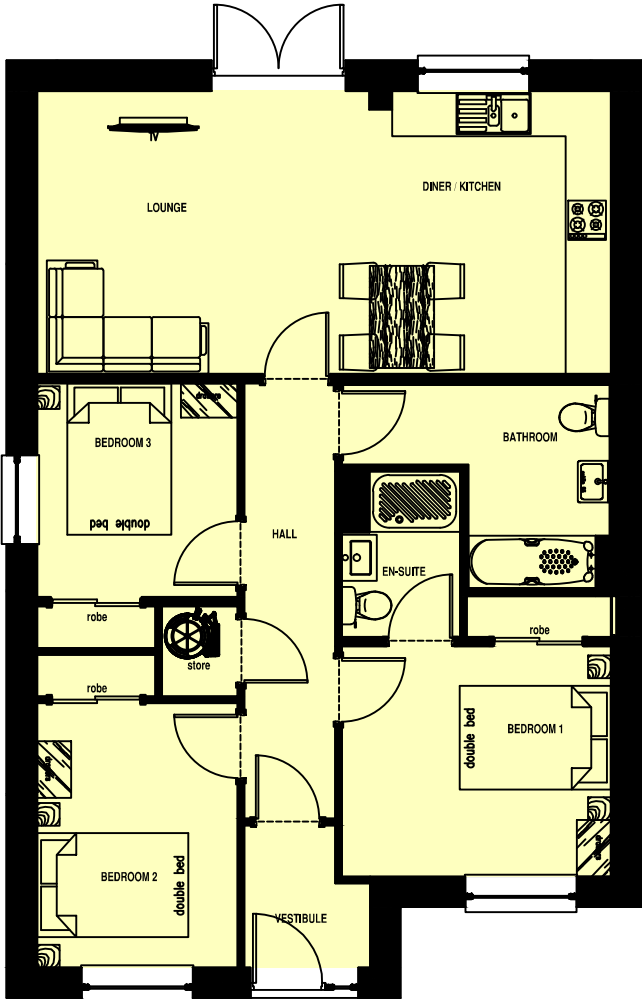 TV
LOUNGE
DINER / KITCHEN
drawers
BEDROOM 3
double bed
BATHROOM
HALL
EN-SUITE
robe
store
robe
robe
BEDROOM 1
double bed
BEDROOM 2
double bed
VESTIBULE